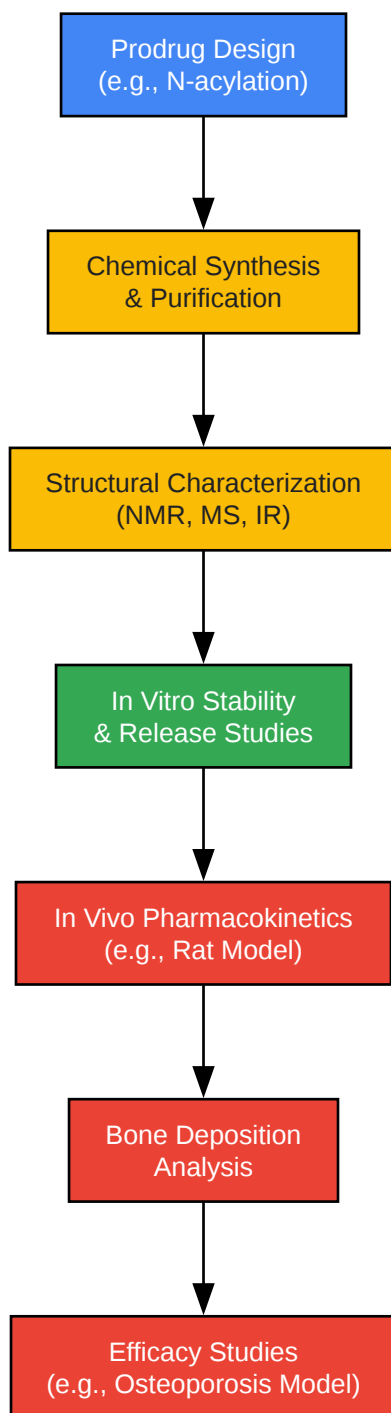 Prodrug Design
(e.g., N-acylation)
Chemical Synthesis
& Purification
Structural Characterization
(NMR, MS, IR)
In Vitro Stability
& Release Studies
In Vivo Pharmacokinetics
(e.g., Rat Model)
Bone Deposition
Analysis
Efficacy Studies
(e.g., Osteoporosis Model)